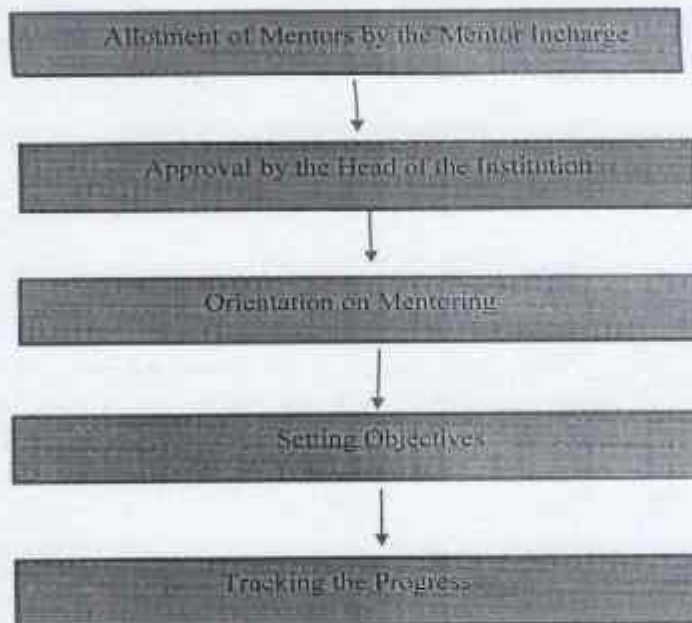 Allotment of Mentors by the Mentor Incharge
Approval by the Head of the Institution
Orientation on Mentoring
Setting Objectives
Tracking the Progress